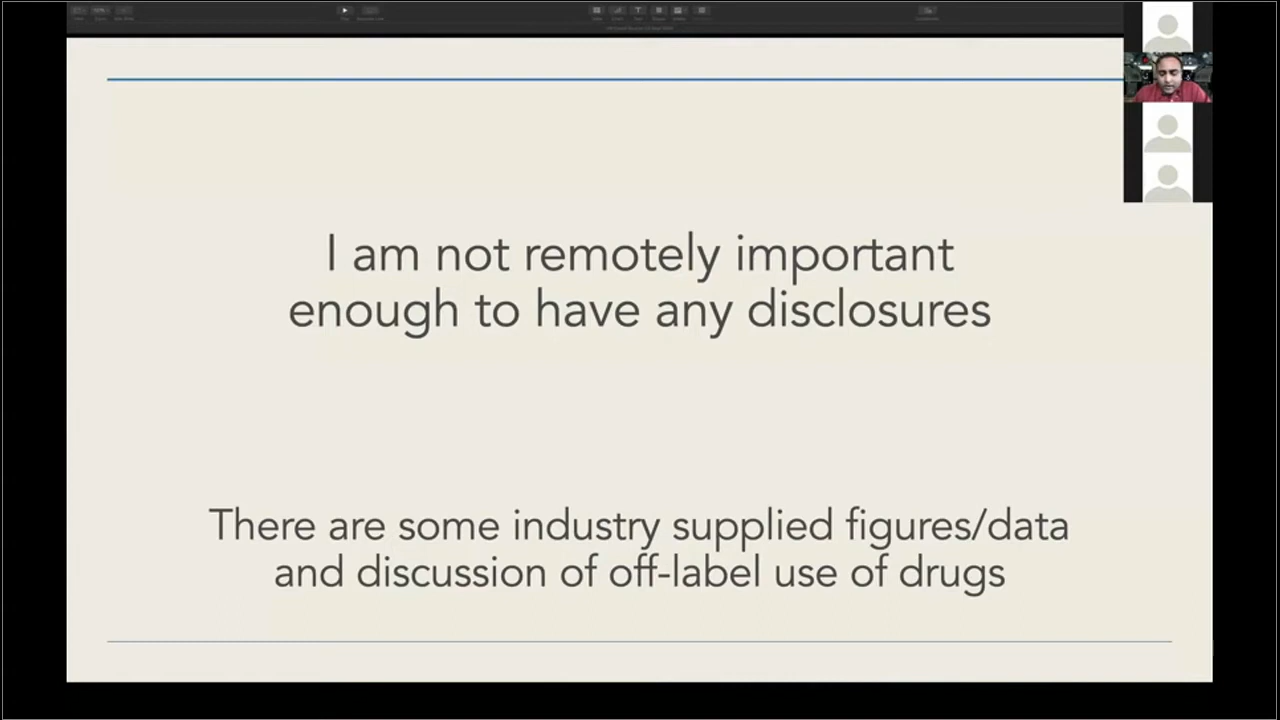 I am not remotely important
enough to have any disclosures
There are some industry supplied figures/data
and discussion of off-label use of drugs